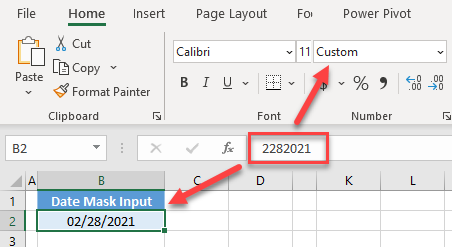 File Home Insert Page Layout Fo Power Pivot
Cut
Copy
Format Painter
Paste
Clipboard
Calibri 11 Custom
B I U $ % 9 .00
Font Number
B2 fx 2282021
A B C D K L
1 Date Mask Input
2 02/28/2021